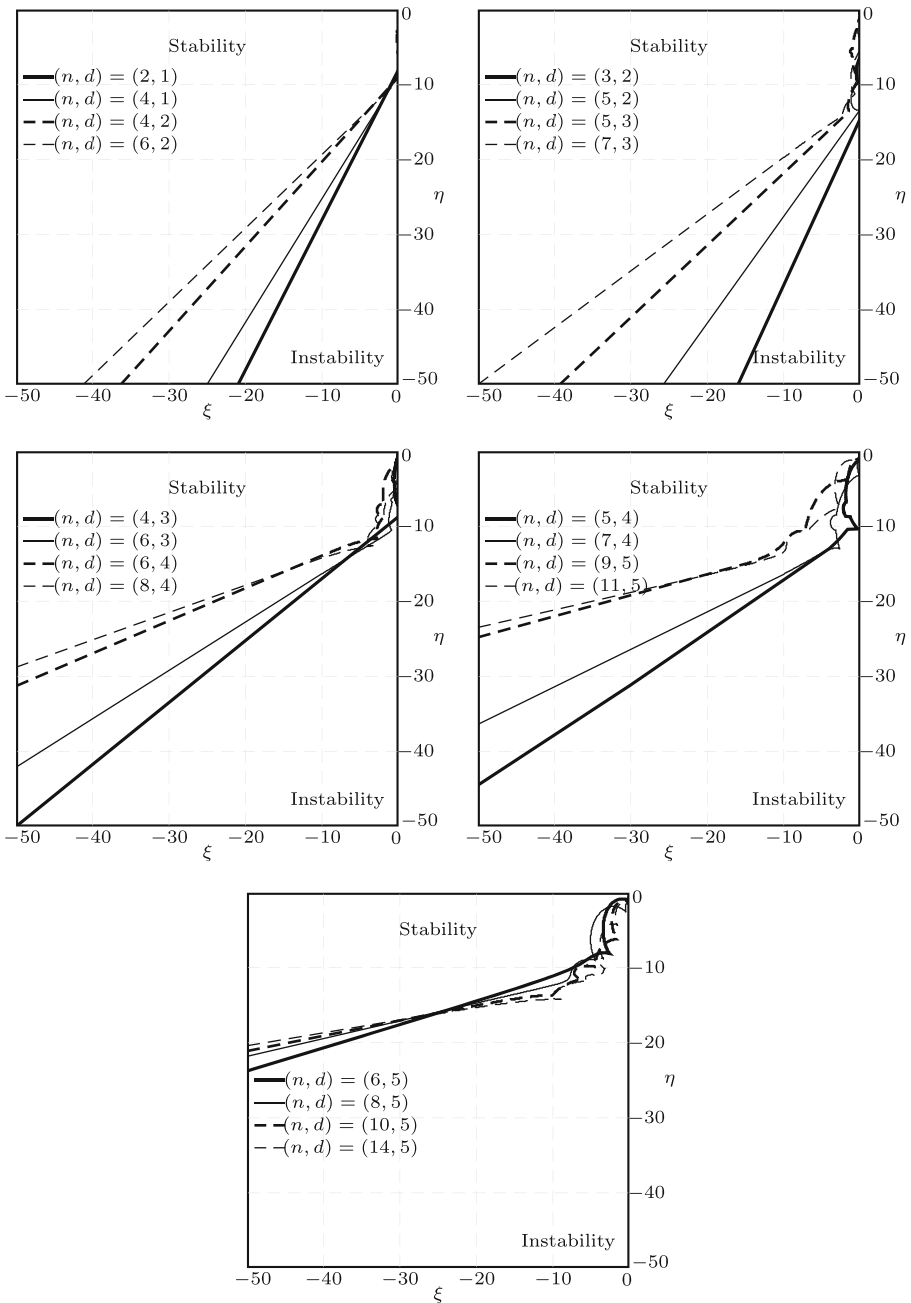 0
Stability
(n, d) = (2, 1)
(n, d) = (4, 1)
(n, d) = (4, 2)
(n, d) = (6, 2)
−10
−20
η
−30
−40
Instability
−50
−50 −40 −30 −20 −10 0
ξ
0
Stability
(n, d) = (3, 2)
(n, d) = (5, 2)
(n, d) = (5, 3)
(n, d) = (7, 3)
−10
−20
η
−30
−40
Instability
−50
−50 −40 −30 −20 −10 0
ξ
0
Stability
(n, d) = (4, 3)
(n, d) = (6, 3)
(n, d) = (6, 4)
(n, d) = (8, 4)
−10
−20
η
−30
−40
Instability
−50
−50 −40 −30 −20 −10 0
ξ
0
Stability
(n, d) = (5, 4)
(n, d) = (7, 4)
(n, d) = (9, 5)
(n, d) = (11, 5)
−10
−20
η
−30
−40
Instability
−50
−50 −40 −30 −20 −10 0
ξ
0
Stability
−10
−20
η
(n, d) = (6, 5)
(n, d) = (8, 5)
(n, d) = (10, 5)
(n, d) = (14, 5)
−30
−40
Instability
−50
−50 −40 −30 −20 −10 0
ξ